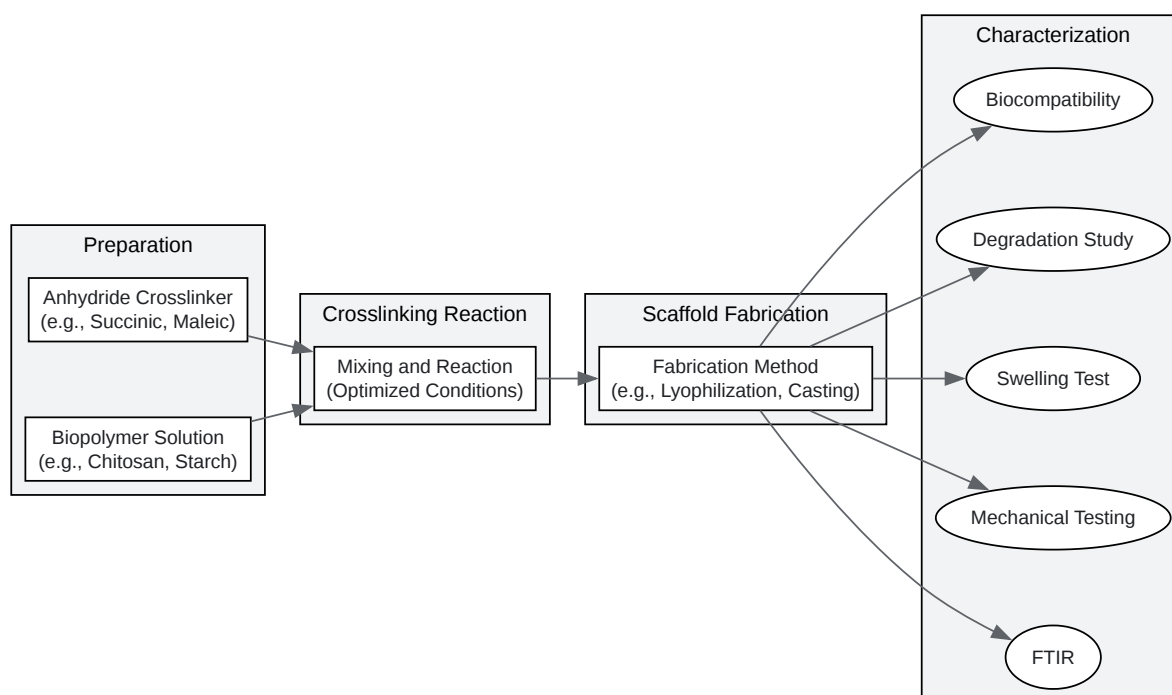 Preparation
Anhydride Crosslinker
(e.g., Succinic, Maleic)
Biopolymer Solution
(e.g., Chitosan, Starch)
Crosslinking Reaction
Mixing and Reaction
(Optimized Conditions)
Scaffold Fabrication
Fabrication Method
(e.g., Lyophilization, Casting)
Characterization
Biocompatibility
Degradation Study
Swelling Test
Mechanical Testing
FTIR